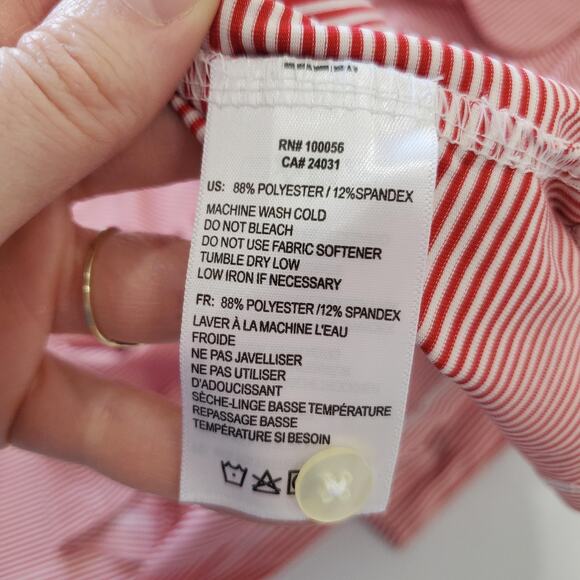 RN# 100056
CA# 24031
US: 88% POLYESTER / 12%SPANDEX
MACHINE WASH COLD
DO NOT BLEACH
DO NOT USE FABRIC SOFTENER
TUMBLE DRY LOW
LOW IRON IF NECESSARY
FR: 88% POLYESTER /12% SPANDEX
LAVER À LA MACHINE L'EAU
FROIDE
NE PAS JAVELLISER
NE PAS UTILISER
D'ADOUCISSANT
SÈCHE-LINGE BASSE TEMPÉRATURE
REPASSAGE BASSE
TEMPÉRATURE SI BESOIN